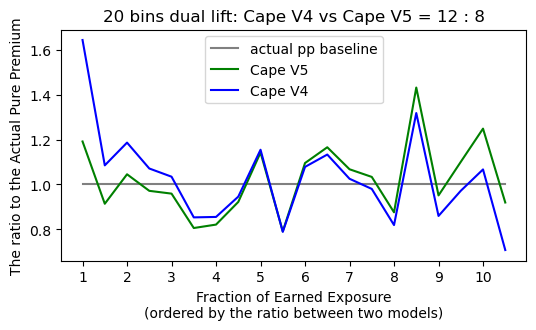 20 bins dual lift: Cape V4 vs Cape V5 = 12 : 8
The ratio to the Actual Pure Premium
1.6
1.4
1.2
1.0
0.8
actual pp baseline
Cape V5
Cape V4
1 2 3 4 5 6 7 8 9 10
Fraction of Earned Exposure
(ordered by the ratio between two models)